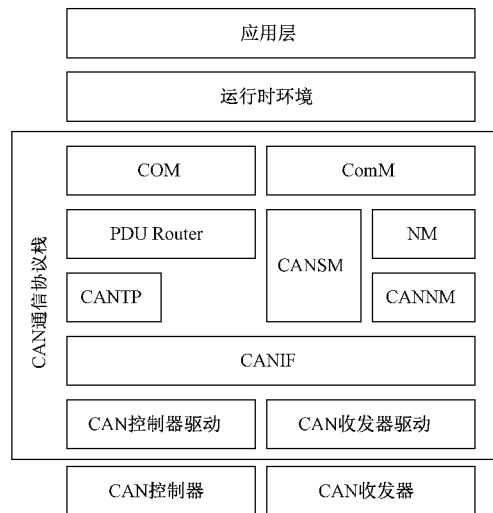 应用层
运行时环境
CAN通信协议栈
COM
ComM
PDU Router
CANSM
NM
CANTP
CANNM
CANIF
CAN控制器驱动
CAN收发器驱动
CAN控制器
CAN收发器